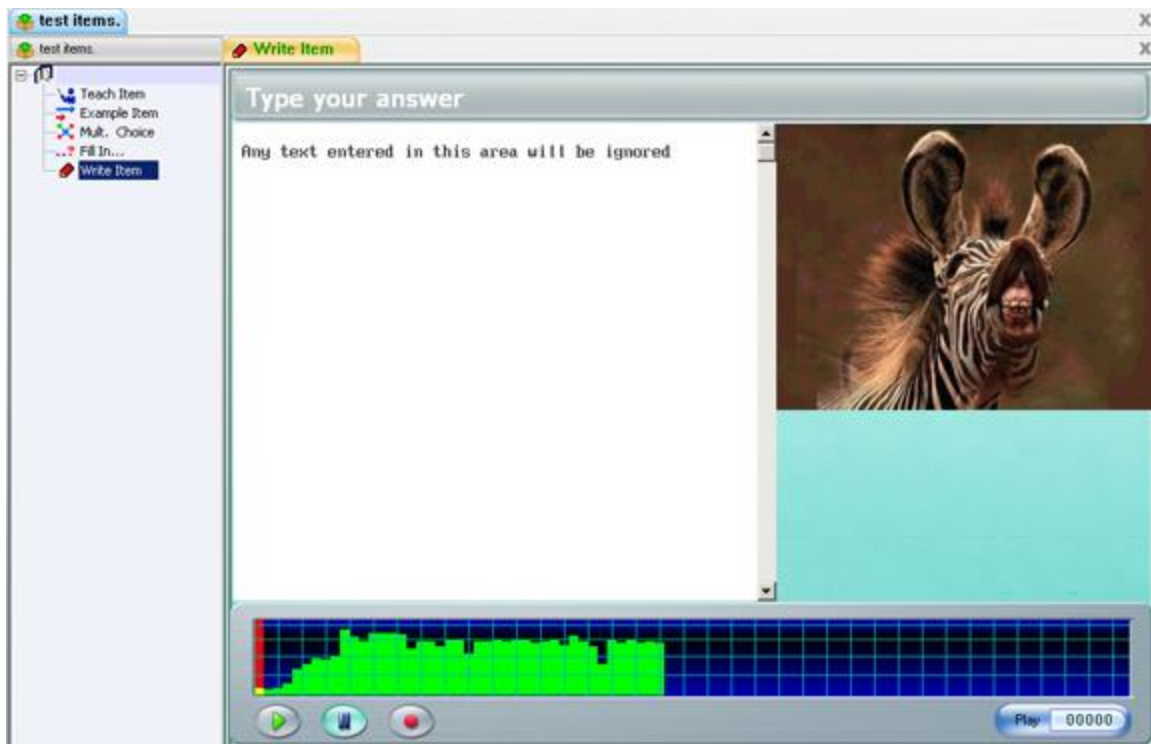 test items.
test items
Write Item
Teach Item
Example Item
Mult. Choice
..? Fill In...
Write Item
Type your answer
Any text entered in this area will be ignored
Play 00000